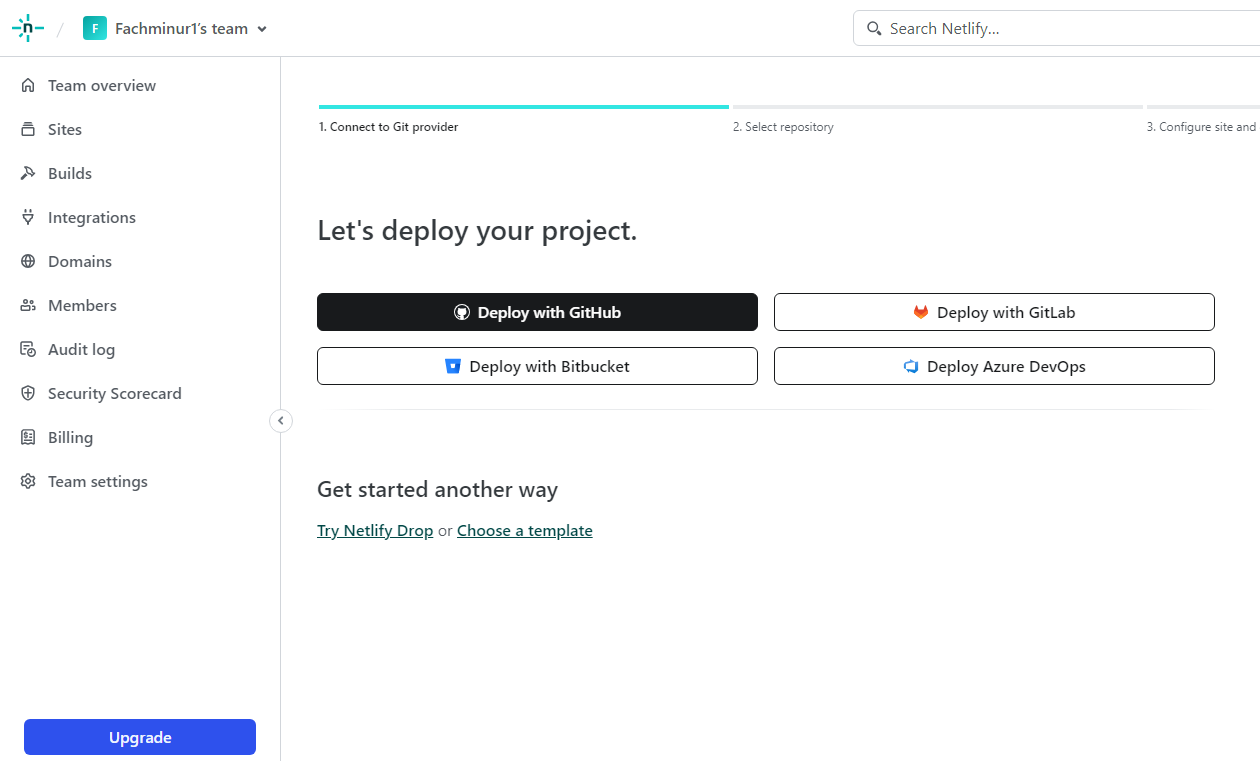 n / F Fachminur1's team
Search Netlify...
Team overview
Sites
Builds
Integrations
Domains
Members
Audit log
Security Scorecard
Billing
Team settings
Upgrade
1. Connect to Git provider
2. Select repository
3. Configure site and
Let's deploy your project.
Deploy with GitHub
Deploy with GitLab
Deploy with Bitbucket
Deploy Azure DevOps
Get started another way
Try Netlify Drop or Choose a template